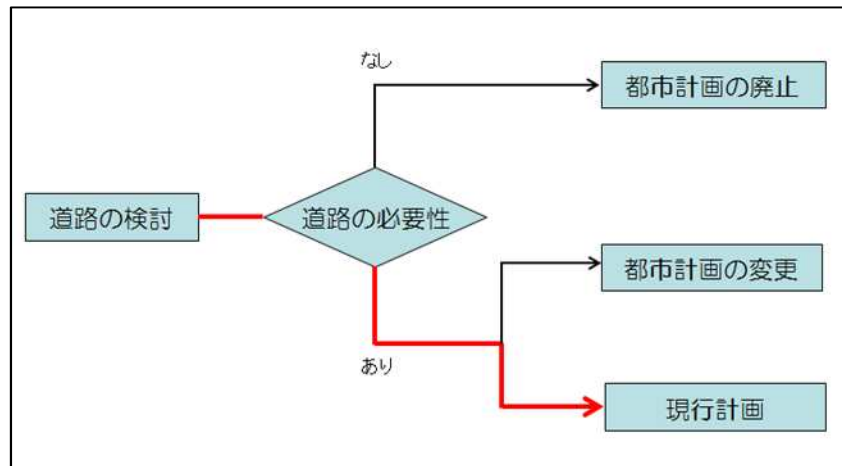 なし
都市計画の廃止
道路の検討
道路の必要性
都市計画の変更
あり
現行計画